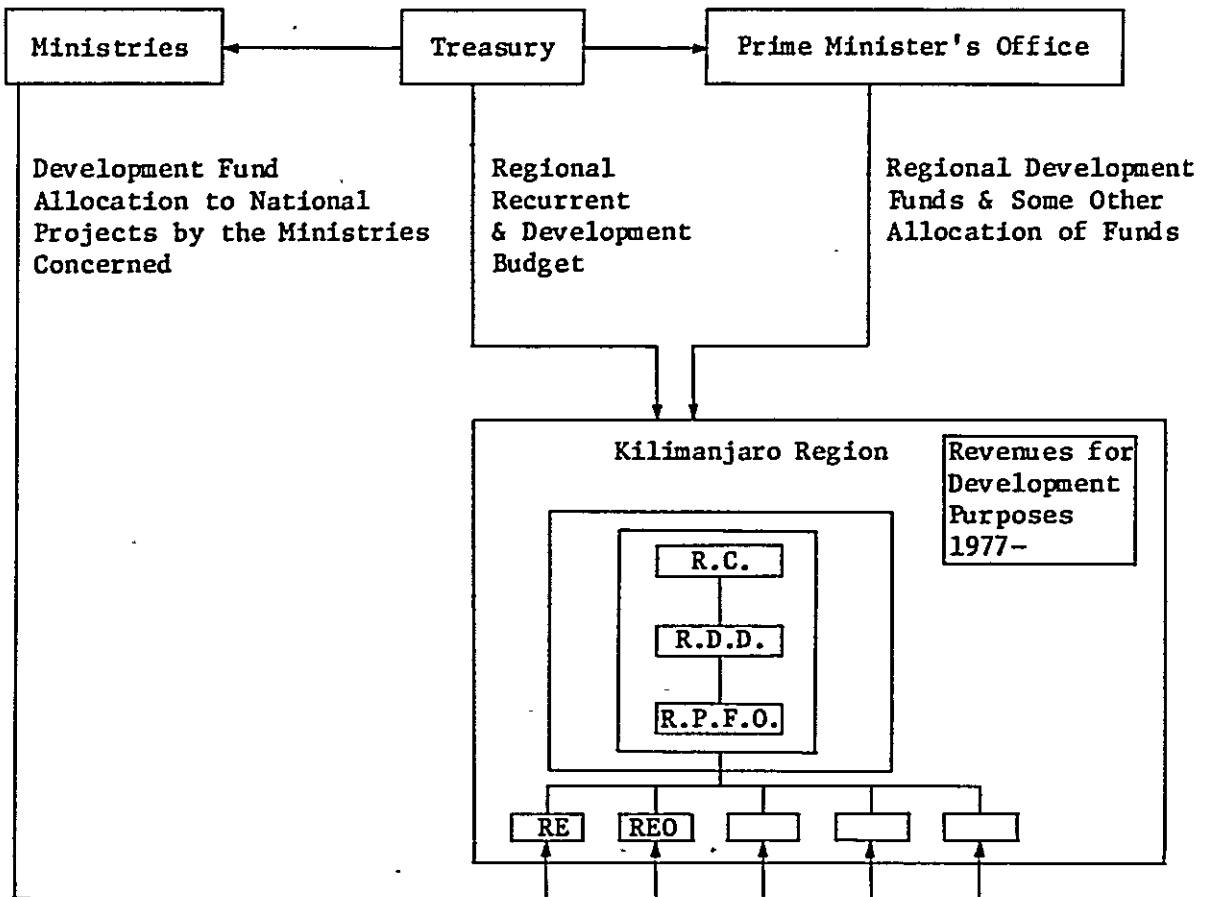 Ministries
Treasury
Prime Minister's Office
Development Fund
Allocation to National
Projects by the Ministries
Concerned
Regional
Recurrent
& Development
Budget
Regional Development
Funds & Some Other
Allocation of Funds
Kilimanjaro Region
Revenues for
Development
Purposes
1977-
R.C.
R.D.D.
R.P.F.O.
RE
REO